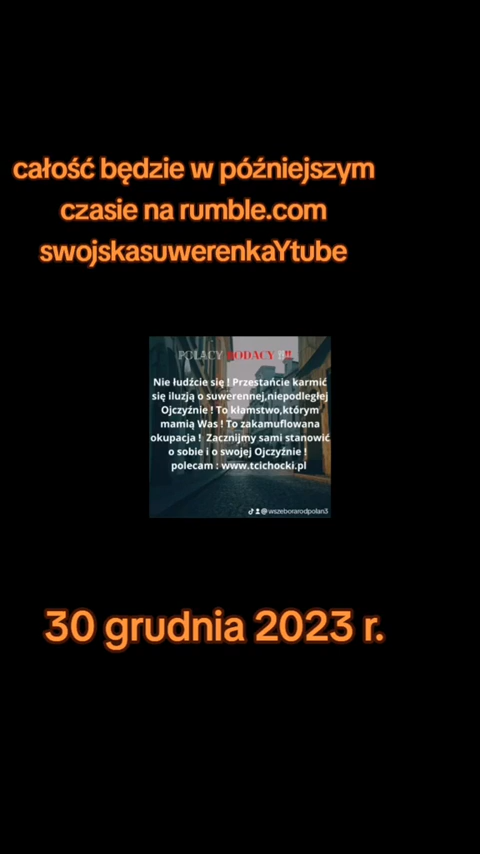 całość będzie w późniejszym
czasie na rumble.com
swojskasuwerenkaYtube
POLACY RODACY !!!
Nie łudźcie się ! Przestańcie karmić
się iluzją o suwerennej,niepodległej
Ojczyźnie ! To kłamstwo,którym
mamią Was ! To zakamuflowana
okupacja ! Zacznijmy sami stanowić
o sobie i o swojej Ojczyźnie !
polecam : www.tcichocki.pl
@wszeborarodpolan3
30 grudnia 2023 r.